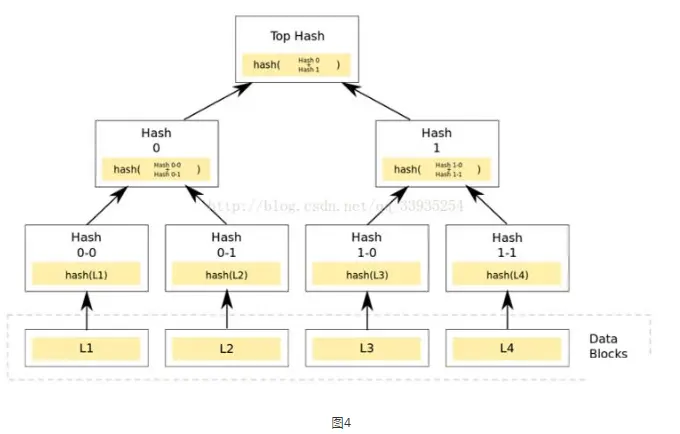 Top Hash
hash( Hash 0 + Hash 1 )
Hash
0
hash( Hash 0-0 + Hash 0-1 )
Hash
1
hash( Hash 1-0 + Hash 1-1 )
http://blog.csdn.net/qq_33935254
Hash
0-0
hash(L1)
Hash
0-1
hash(L2)
Hash
1-0
hash(L3)
Hash
1-1
hash(L4)
L1
L2
L3
L4
Data
Blocks
图4